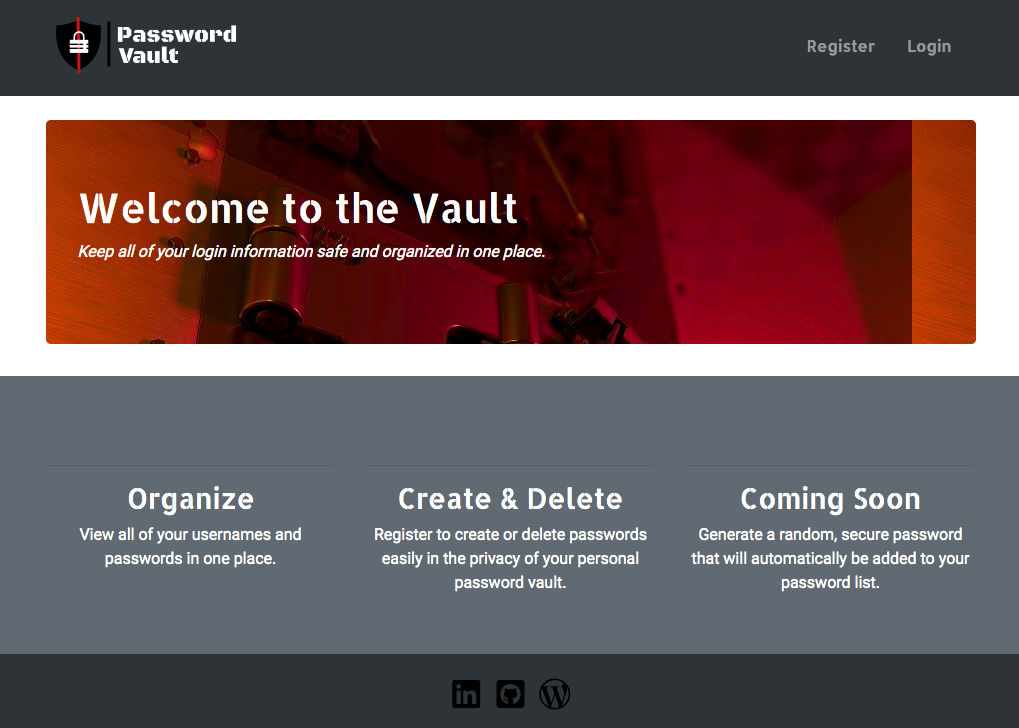 Password
Vault
Register
Login
Welcome to the Vault
Keep all of your login information safe and organized in one place.
Organize
View all of your usernames and
passwords in one place.
Create & Delete
Register to create or delete passwords
easily in the privacy of your personal
password vault.
Coming Soon
Generate a random, secure password
that will automatically be added to your
password list.
in
W